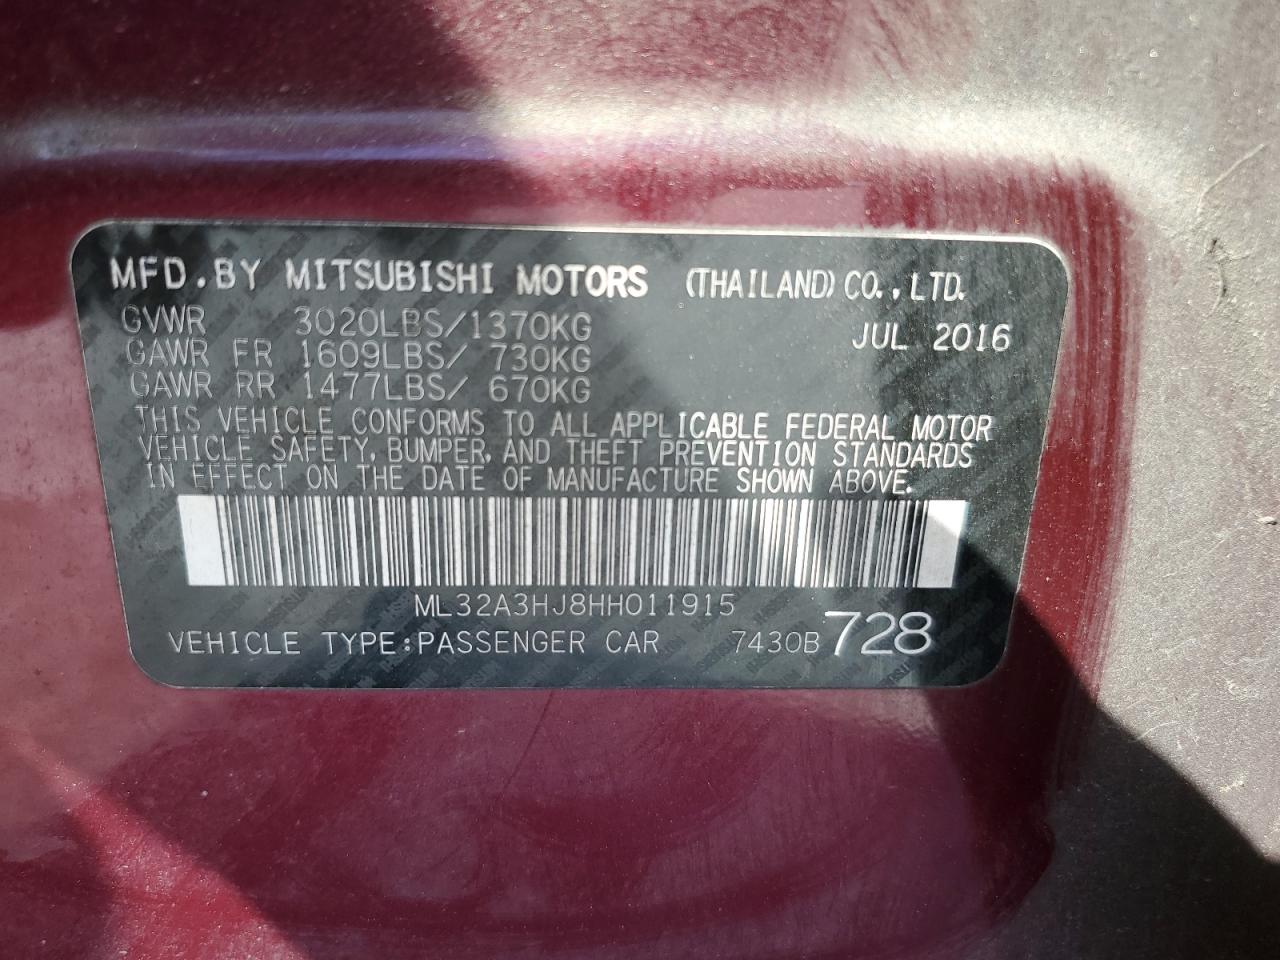 MFD.BY MITSUBISHI MOTORS (THAILAND) CO., LTD.
GVWR 3020LBS/1370KG JUL 2016
GAWR FR 1609LBS/ 730KG
GAWR RR 1477LBS/ 670KG
THIS VEHICLE CONFORMS TO ALL APPLICABLE FEDERAL MOTOR
VEHICLE SAFETY, BUMPER, AND THEFT PREVENTION STANDARDS
IN EFFECT ON THE DATE OF MANUFACTURE SHOWN ABOVE.
ML32A3HJ8HH011915
VEHICLE TYPE:PASSENGER CAR 7430B 728